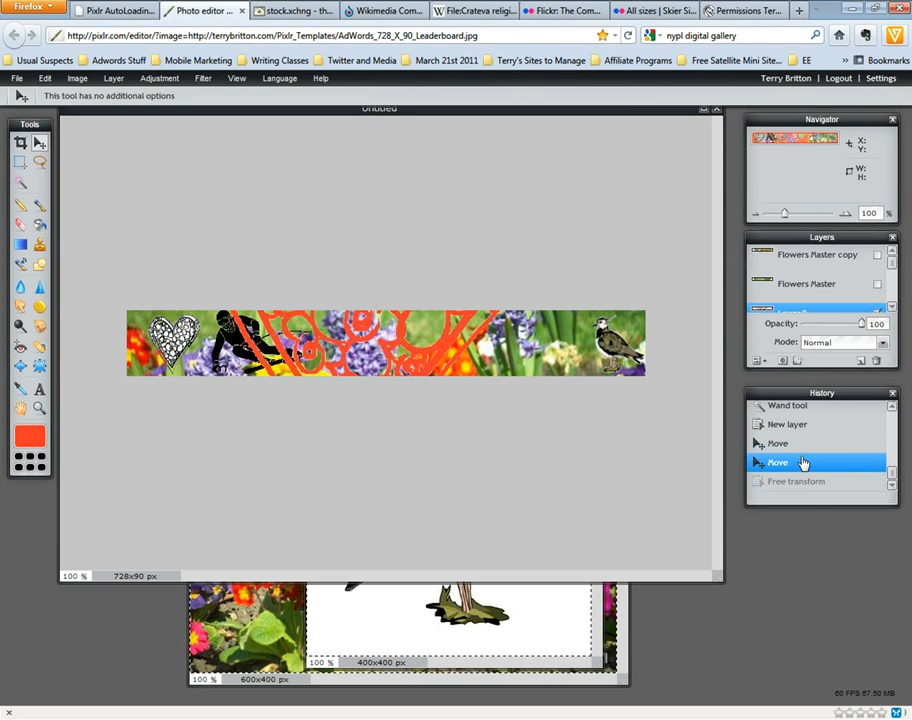 Firefox
Pixlr AutoLoadin...
Photo editor ...
stock.xchng - th...
Wikimedia Com...
File:Crateva religi...
Flickr: The Com...
All sizes | Skier Si...
Permissions Ter...
http://pixlr.com/editor/?image=http://terrybritton.com/Pixlr_Templates/AdWords_728_X_90_Leaderboard.jpg
nypl digital gallery
Usual Suspects
Adwords Stuff
Mobile Marketing
Writing Classes
Twitter and Media
March 21st 2011
Terry's Sites to Manage
Affiliate Programs
Free Satellite Mini Site...
EE
Bookmarks
File Edit Image Layer Adjustment Filter View Language Help
Terry Britton | Logout | Settings
This tool has no additional options
Untitled
Tools
Navigator
X:
Y:
W:
H:
100 %
Layers
Flowers Master copy
Flowers Master
Opacity: 100
Mode: Normal
History
Wand tool
New layer
Move
Move
Free transform
100 % 728x90 px
100 % 400x400 px
100 % 600x400 px
60 FPS 67.50 MB